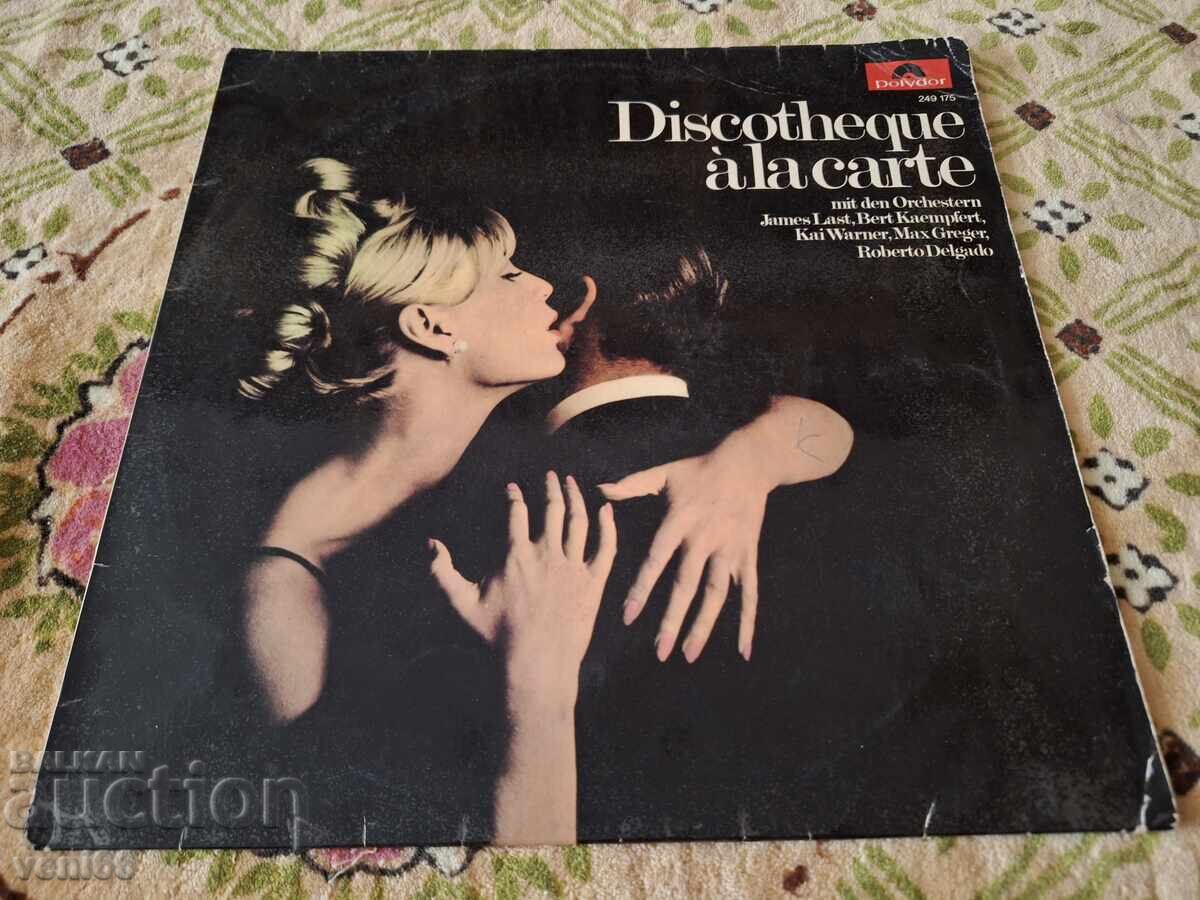 Polydor
249 175
Discotheque
à la carte
mit den Orchestern
James Last, Bert Kaempfert,
Kai Warner, Max Greger,
Roberto Delgado
BALKAN
auction
veni66